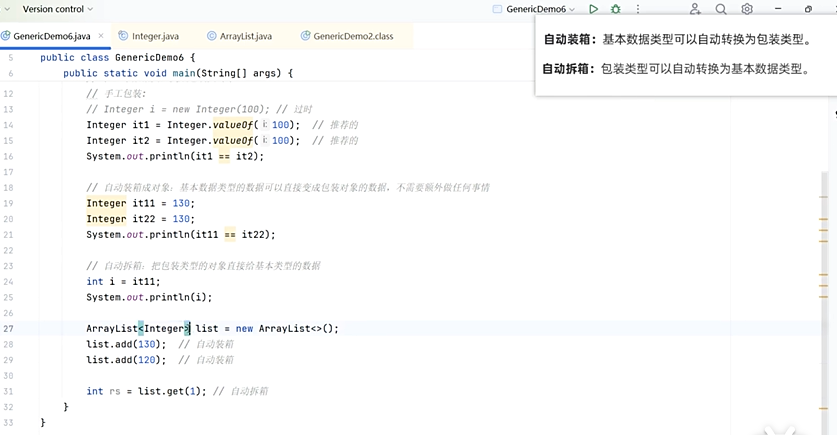 Version control
GenericDemo6
GenericDemo6.java
Integer.java
ArrayList.java
GenericDemo2.class
自动装箱：基本数据类型可以自动转换为包装类型。
自动拆箱：包装类型可以自动转换为基本数据类型。
5 public class GenericDemo6 {
6 public static void main(String[] args) {
12 // 手工包装:
13 // Integer i = new Integer(100); // 过时
14 Integer it1 = Integer.valueOf( i: 100); // 推荐的
15 Integer it2 = Integer.valueOf( i: 100); // 推荐的
16 System.out.println(it1 == it2);
17
18 // 自动装箱成对象：基本数据类型的数据可以直接变成包装对象的数据，不需要额外做任何事情
19 Integer it11 = 130;
20 Integer it22 = 130;
21 System.out.println(it11 == it22);
22
23 // 自动拆箱：把包装类型的对象直接给基本类型的数据
24 int i = it11;
25 System.out.println(i);
26
27 ArrayList<Integer> list = new ArrayList<>();
28 list.add(130); // 自动装箱
29 list.add(120); // 自动装箱
30
31 int rs = list.get(1); // 自动拆箱
32 }
33 }